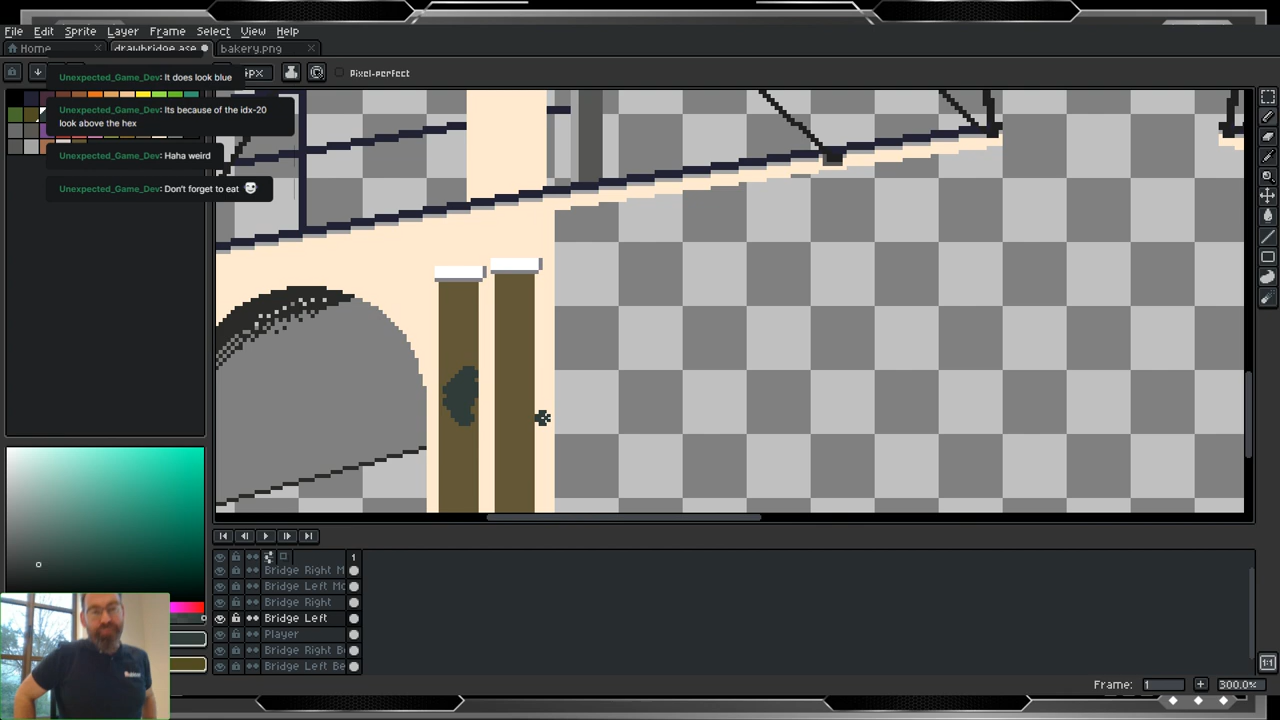 File Edit Sprite Layer Frame Select View Help
Home drawbridge.ase bakery.png
px Pixel-perfect
Unexpected_Game_Dev: It does look blue
Unexpected_Game_Dev: Its because of the idx-20
look above the hex
Unexpected_Game_Dev: Haha weird
Unexpected_Game_Dev: Don't forget to eat
1
Bridge Right M
Bridge Left Mo
Bridge Right
Bridge Left
Player
Bridge Right Be
Bridge Left Be
1:1
Frame: 1 + 300.0%